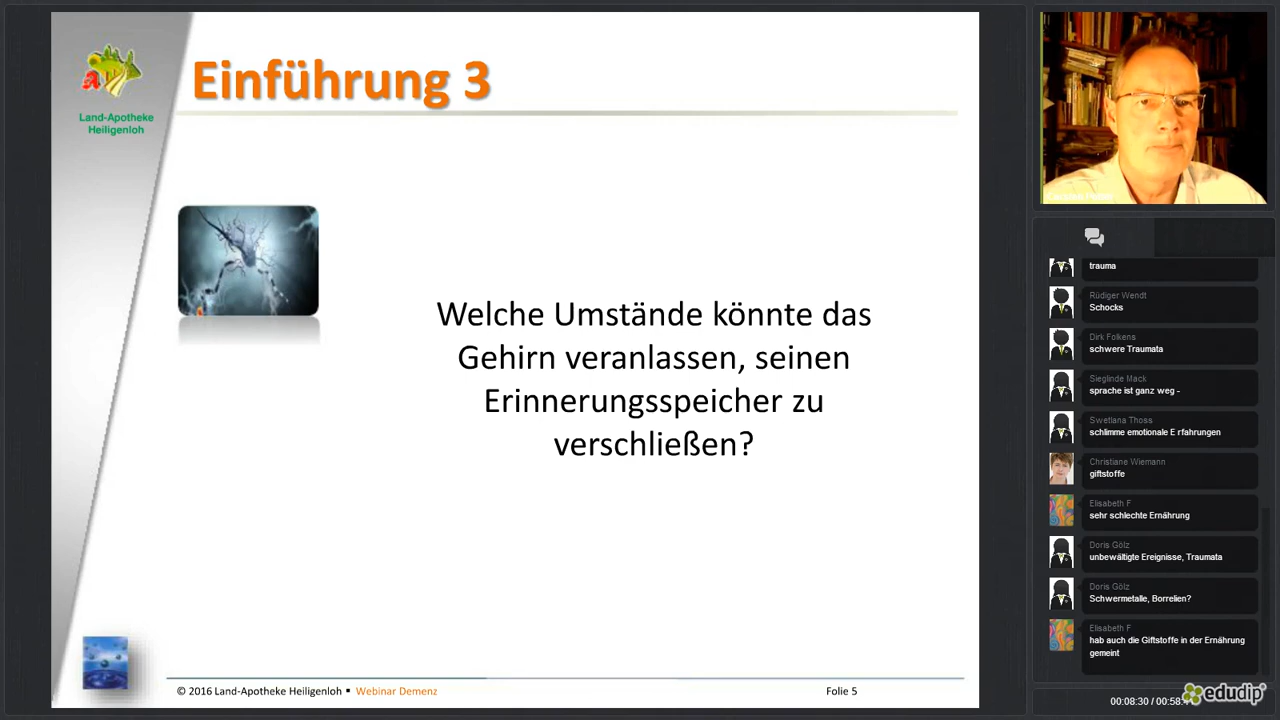 Land-Apotheke
Heiligenloh
Einführung 3
Welche Umstände könnte das
Gehirn veranlassen, seinen
Erinnerungsspeicher zu
verschließen?
© 2016 Land-Apotheke Heiligenloh ▪ Webinar Demenz
Folie 5
trauma
Rüdiger Wendt
Schocks
Dirk Folkens
schwere Traumata
Sieglinde Mack
sprache ist ganz weg -
Swetlana Thoss
schlimme emotionale E rfahrungen
Christiane Wiemann
giftstoffe
Elisabeth F
sehr schlechte Ernährung
Doris Gölz
unbewältigte Ereignisse, Traumata
Doris Gölz
Schwermetalle, Borrelien?
Elisabeth F
hab auch die Giftstoffe in der Ernährung
gemeint
00:08:30 /
edudip